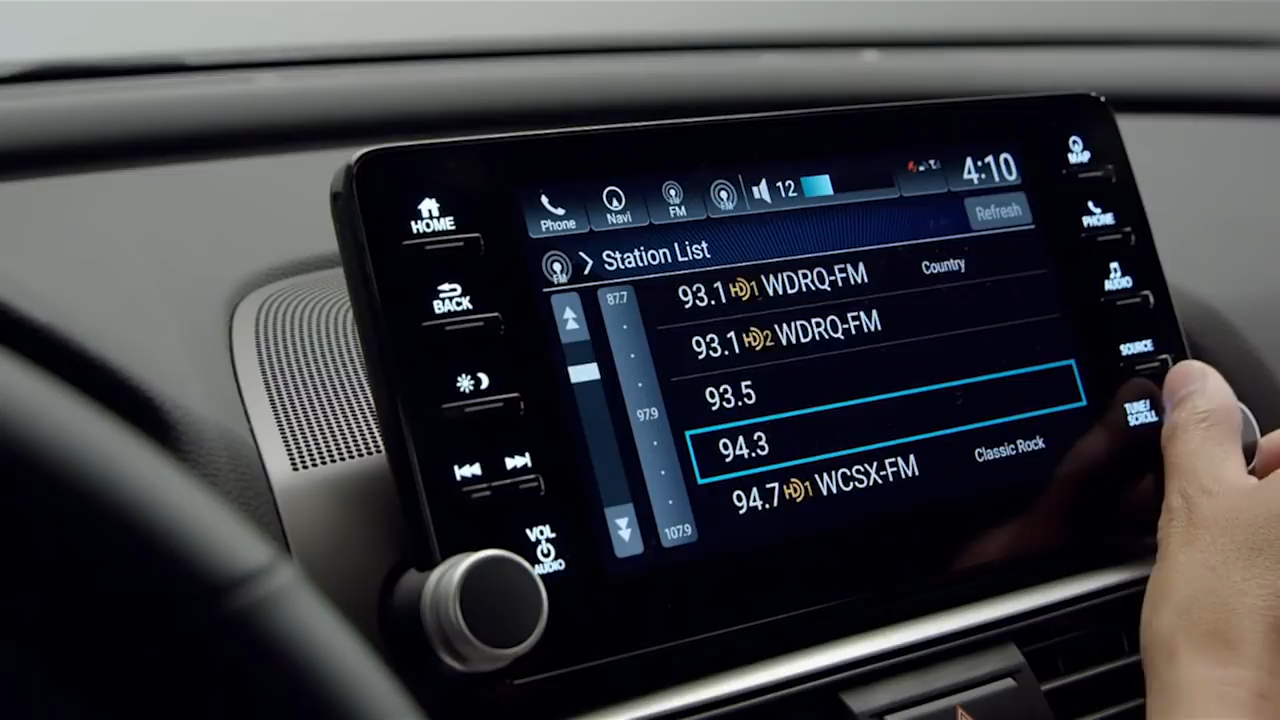 HOME
BACK
VOL
AUDIO
Phone
Navi
FM
FM
12
4:10
Refresh
FM
Station List
87.7
97.9
107.9
93.1 HD1 WDRQ-FM Country
93.1 HD2 WDRQ-FM
93.5
94.3
94.7 HD1 WCSX-FM Classic Rock
MAP
PHONE
AUDIO
SOURCE
TUNE/
SCROLL